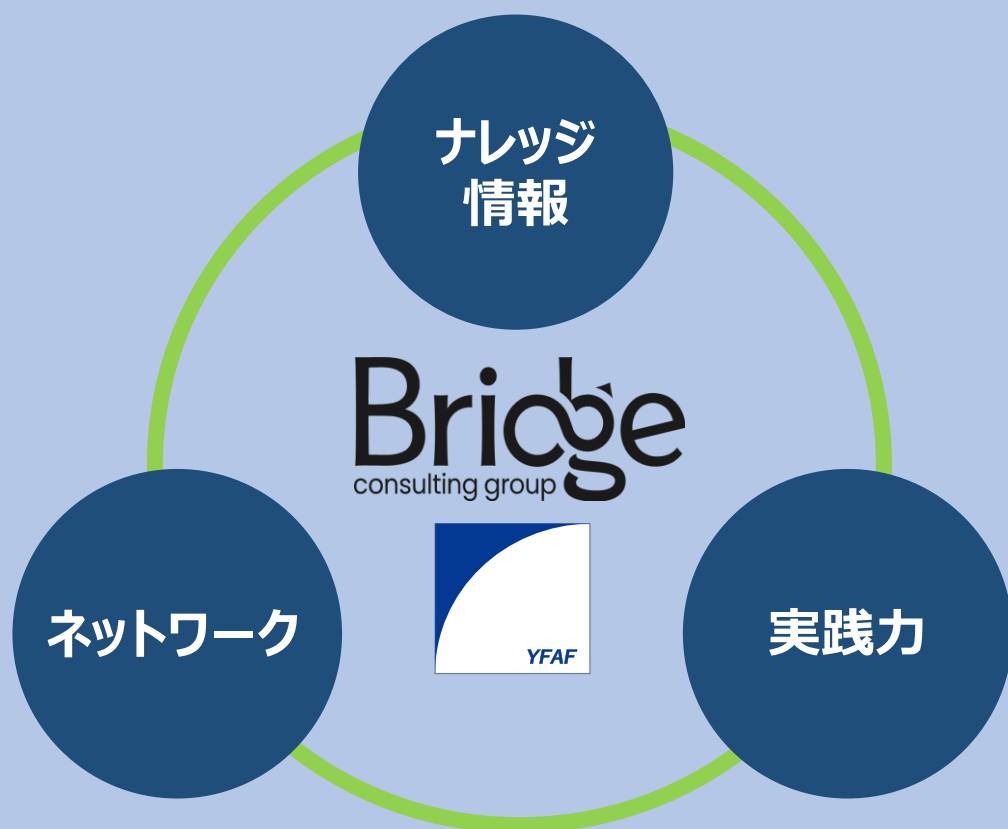 ナレッジ
情報
Bridge
consulting group
ネットワーク
YFAF
実践力